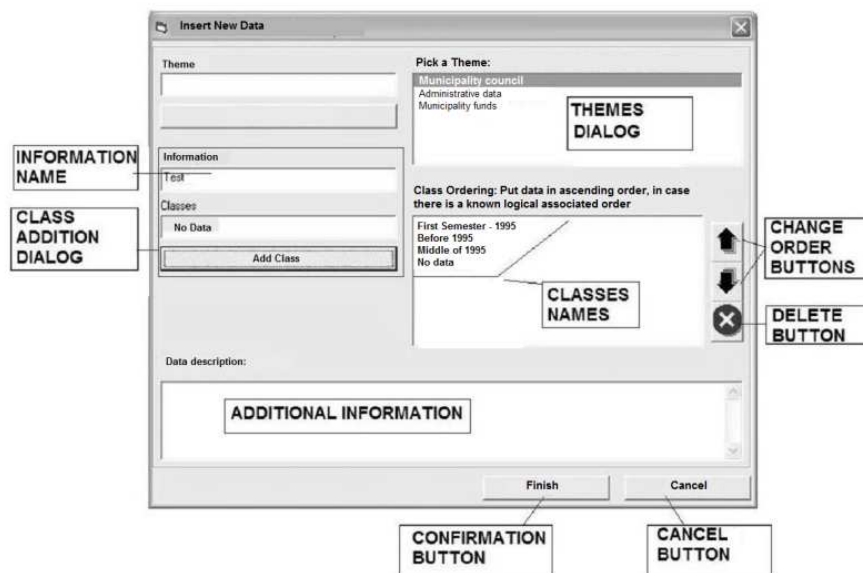 Insert New Data
Theme
Pick a Theme:
Municipality council
Administrative data
Municipality funds
THEMES
DIALOG
INFORMATION
NAME
Information
Test
Classes
No Data
CLASS
ADDITION
DIALOG
Add Class
Class Ordering: Put data in ascending order, in case
there is a known logical associated order
First Semester - 1995
Before 1995
Middle of 1995
No data
CLASSES
NAMES
CHANGE
ORDER
BUTTONS
DELETE
BUTTON
Data description:
ADDITIONAL INFORMATION
Finish
Cancel
CONFIRMATION
BUTTON
CANCEL
BUTTON